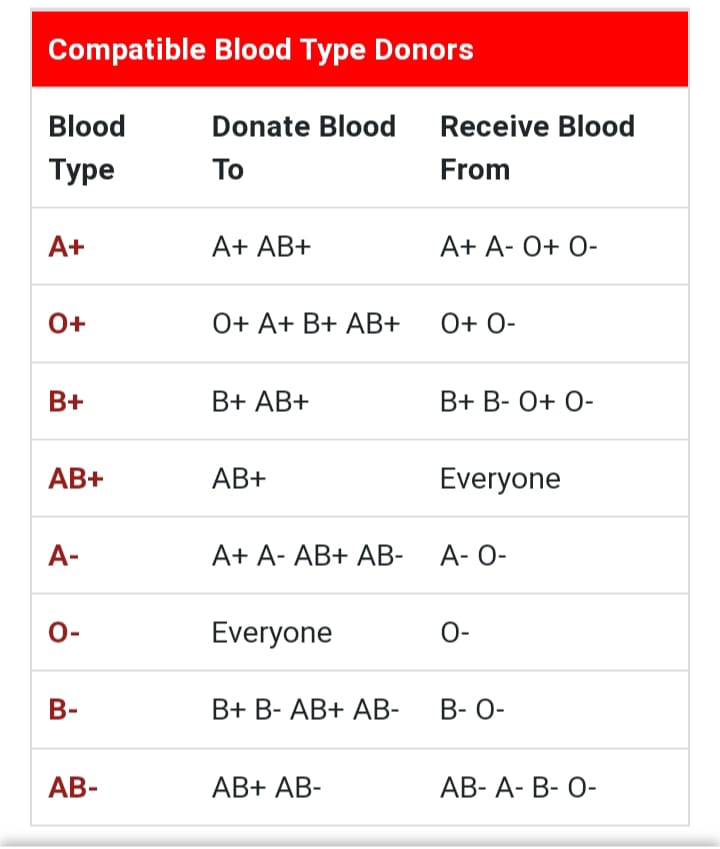 Compatible Blood Type Donors
Blood Type Donate Blood To Receive Blood From
A+ A+ AB+ A+ A- O+ O-
O+ O+ A+ B+ AB+ O+ O-
B+ B+ AB+ B+ B- O+ O-
AB+ AB+ Everyone
A- A+ A- AB+ AB- A- O-
O- Everyone O-
B- B+ B- AB+ AB- B- O-
AB- AB+ AB- AB- A- B- O-